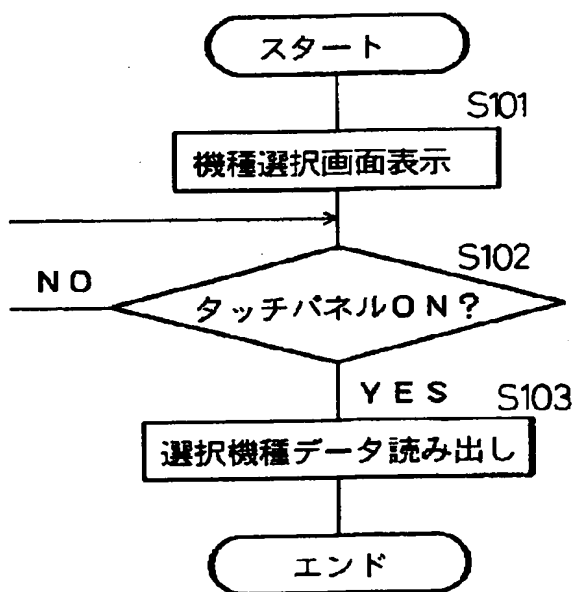 スタート
S101
機種選択画面表示
S102
NO
タッチパネルON?
YES
S103
選択機種データ読み出し
エンド